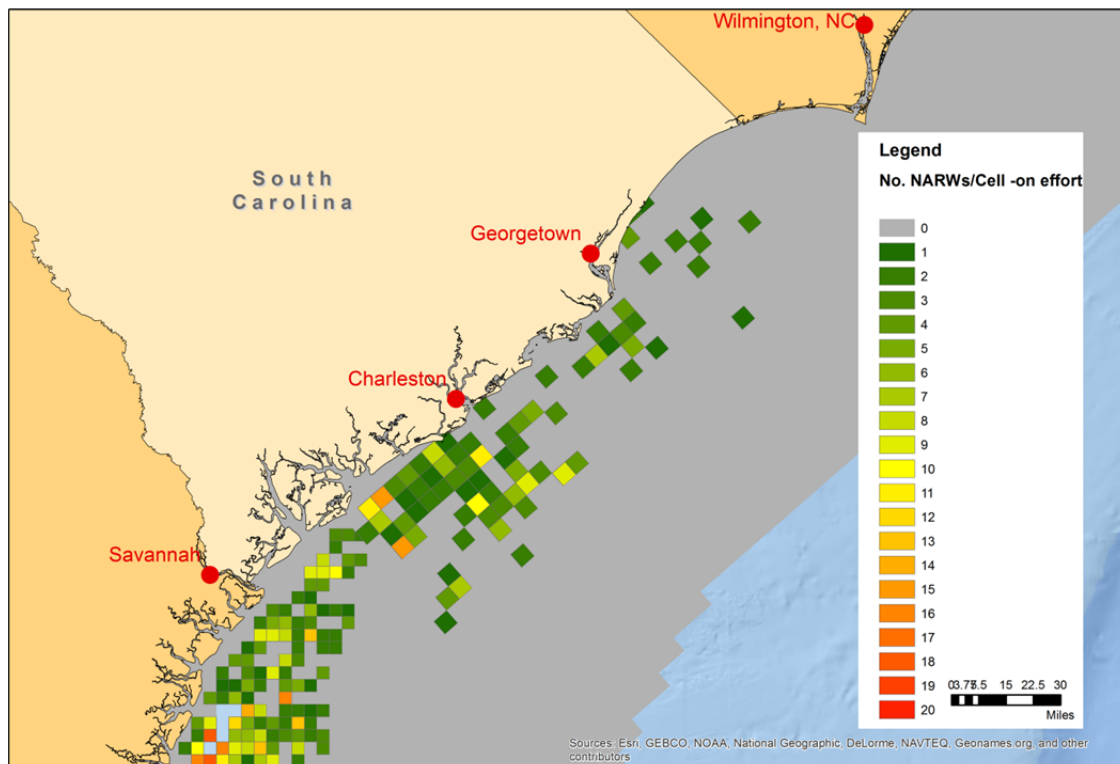 Wilmington, NC
South
Carolina
Georgetown
Charleston
Savannah
Legend
No. NARWs/Cell -on effort
0
1
2
3
4
5
6
7
8
9
10
11
12
13
14
15
16
17
18
19
20
15 22.5 30
Miles
Sources: Esri, GEBCO, NOAA, National Geographic, DeLorme, NAVTEQ, Geonames.org, and other
contributors